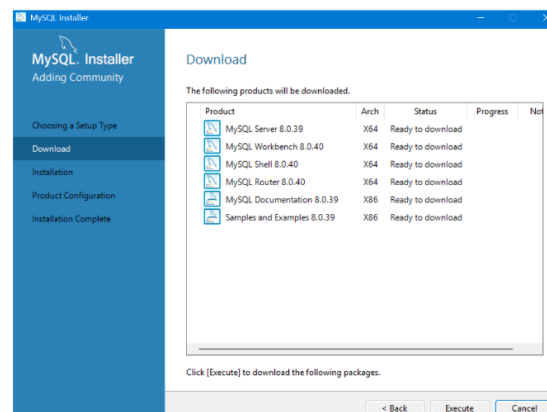 MySQL Installer
MySQL. Installer
Adding Community
Choosing a Setup Type
Download
Installation
Product Configuration
Installation Complete
Download
The following products will be downloaded.
Product Arch Status Progress Not
MySQL Server 8.0.39 X64 Ready to download
MySQL Workbench 8.0.40 X64 Ready to download
MySQL Shell 8.0.40 X64 Ready to download
MySQL Router 8.0.40 X64 Ready to download
MySQL Documentation 8.0.39 X86 Ready to download
Samples and Examples 8.0.39 X86 Ready to download
Click [Execute] to download the following packages.
< Back Execute Cancel